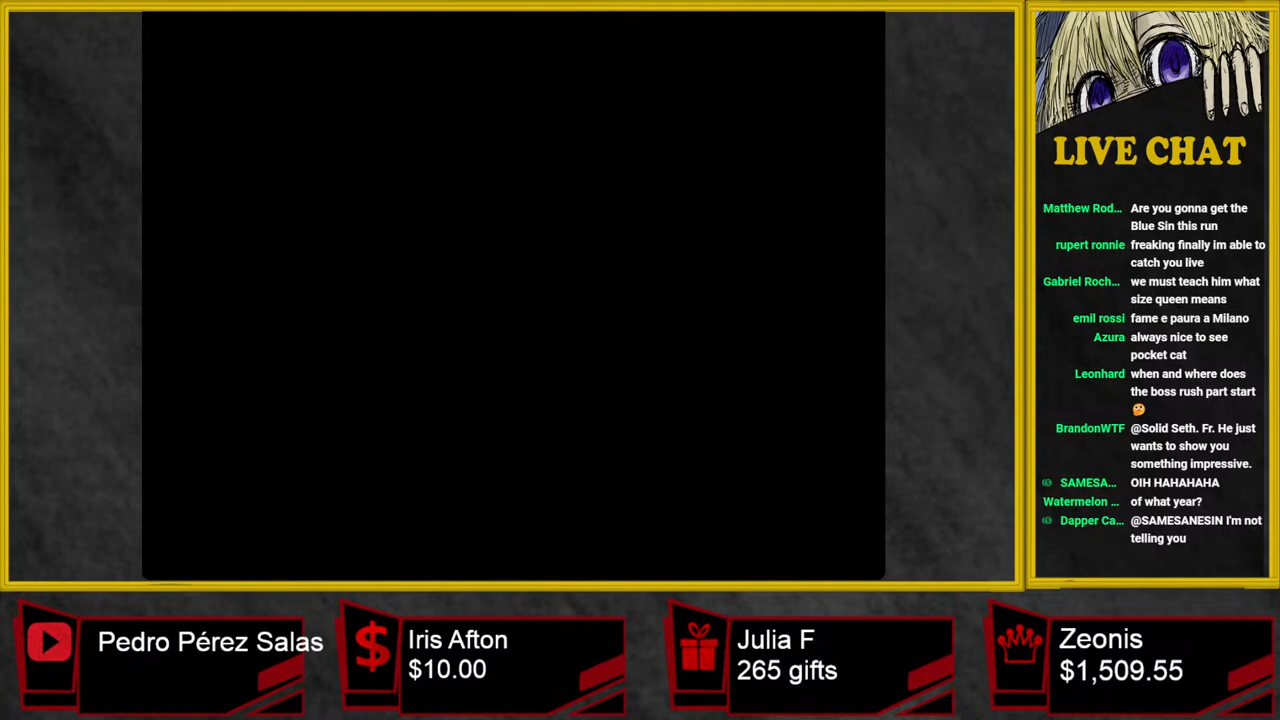 LIVE CHAT
Matthew Rod... Are you gonna get the
Blue Sin this run
rupert ronnie freaking finally im able to
catch you live
Gabriel Roch... we must teach him what
size queen means
emil rossi fame e paura a Milano
Azura always nice to see
pocket cat
Leonhard when and where does
the boss rush part start
🤔
BrandonWTF @Solid Seth. Fr. He just
wants to show you
something impressive.
SAMESA... OIH HAHAHAHA
Watermelon ... of what year?
Dapper Ca... @SAMESANESIN I'm not
telling you
Pedro Pérez Salas
Iris Afton
$10.00
Julia F
265 gifts
Zeonis
$1,509.55